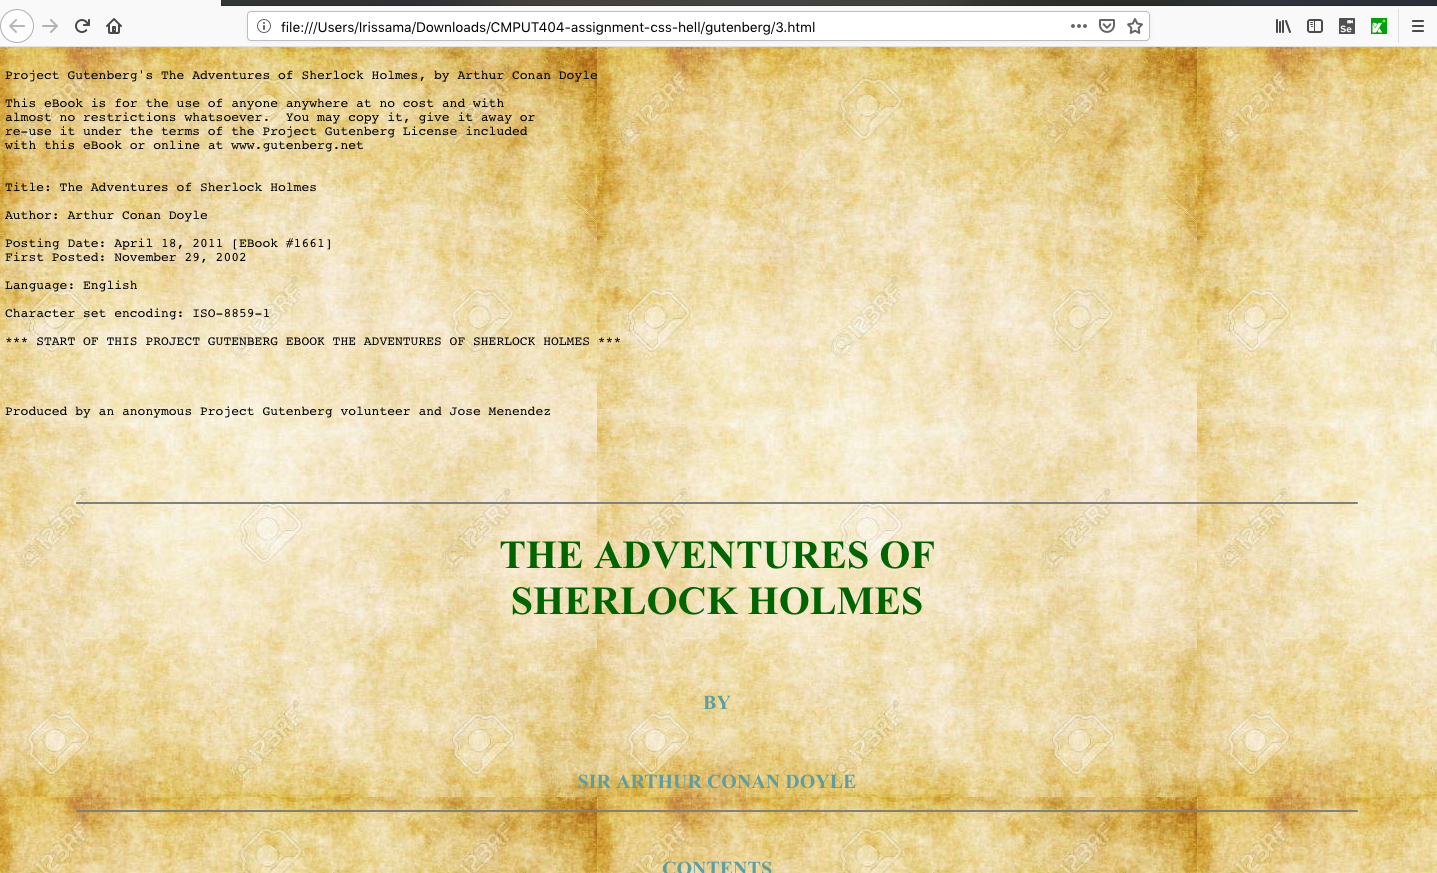 file:///Users/lrissama/Downloads/CMPUT404-assignment-css-hell/gutenberg/3.html
Se
Project Gutenberg's The Adventures of Sherlock Holmes, by Arthur Conan Doyle
This eBook is for the use of anyone anywhere at no cost and with
almost no restrictions whatsoever.  You may copy it, give it away or
re-use it under the terms of the Project Gutenberg License included
with this eBook or online at www.gutenberg.net
Title: The Adventures of Sherlock Holmes
Author: Arthur Conan Doyle
Posting Date: April 18, 2011 [EBook #1661]
First Posted: November 29, 2002
Language: English
Character set encoding: ISO-8859-1
*** START OF THIS PROJECT GUTENBERG EBOOK THE ADVENTURES OF SHERLOCK HOLMES ***
Produced by an anonymous Project Gutenberg volunteer and Jose Menendez
THE ADVENTURES OF
SHERLOCK HOLMES
BY
SIR ARTHUR CONAN DOYLE
CONTENTS
123RF